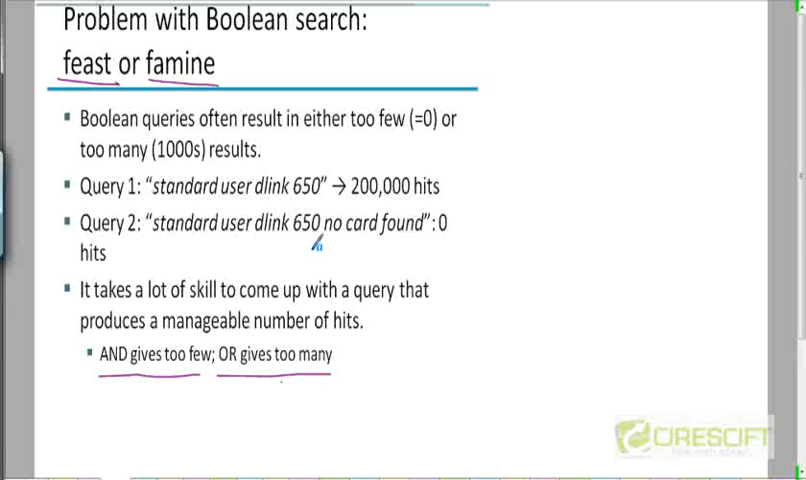 Problem with Boolean search:
feast or famine
▪ Boolean queries often result in either too few (=0) or
too many (1000s) results.
▪ Query 1: “standard user dlink 650” → 200,000 hits
▪ Query 2: “standard user dlink 650 no card found”: 0
hits
▪ It takes a lot of skill to come up with a query that
produces a manageable number of hits.
▪ AND gives too few; OR gives too many